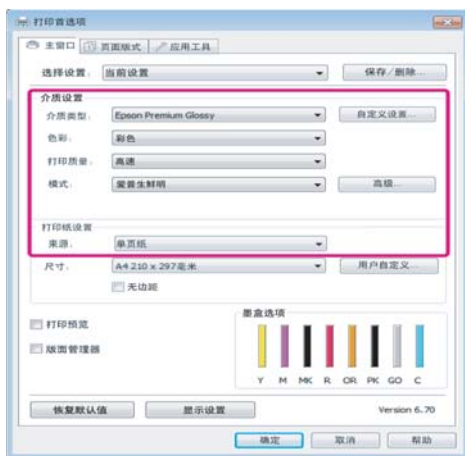 打印首选项
主窗口 页面版式 应用工具
选择设置: 当前设置 保存/删除...
介质设置
介质类型: Epson Premium Glossy 自定义设置...
色彩: 彩色
打印质量: 高速
模式: 爱普生鲜明 高级...
打印纸设置
来源: 单页纸
尺寸: A4 210 x 297毫米 用户自定义...
无边距
打印预览
版面管理器
墨盒选项
Y M MK R OR PK GO C
恢复默认值 显示设置 Version 6.70
确定 取消 帮助